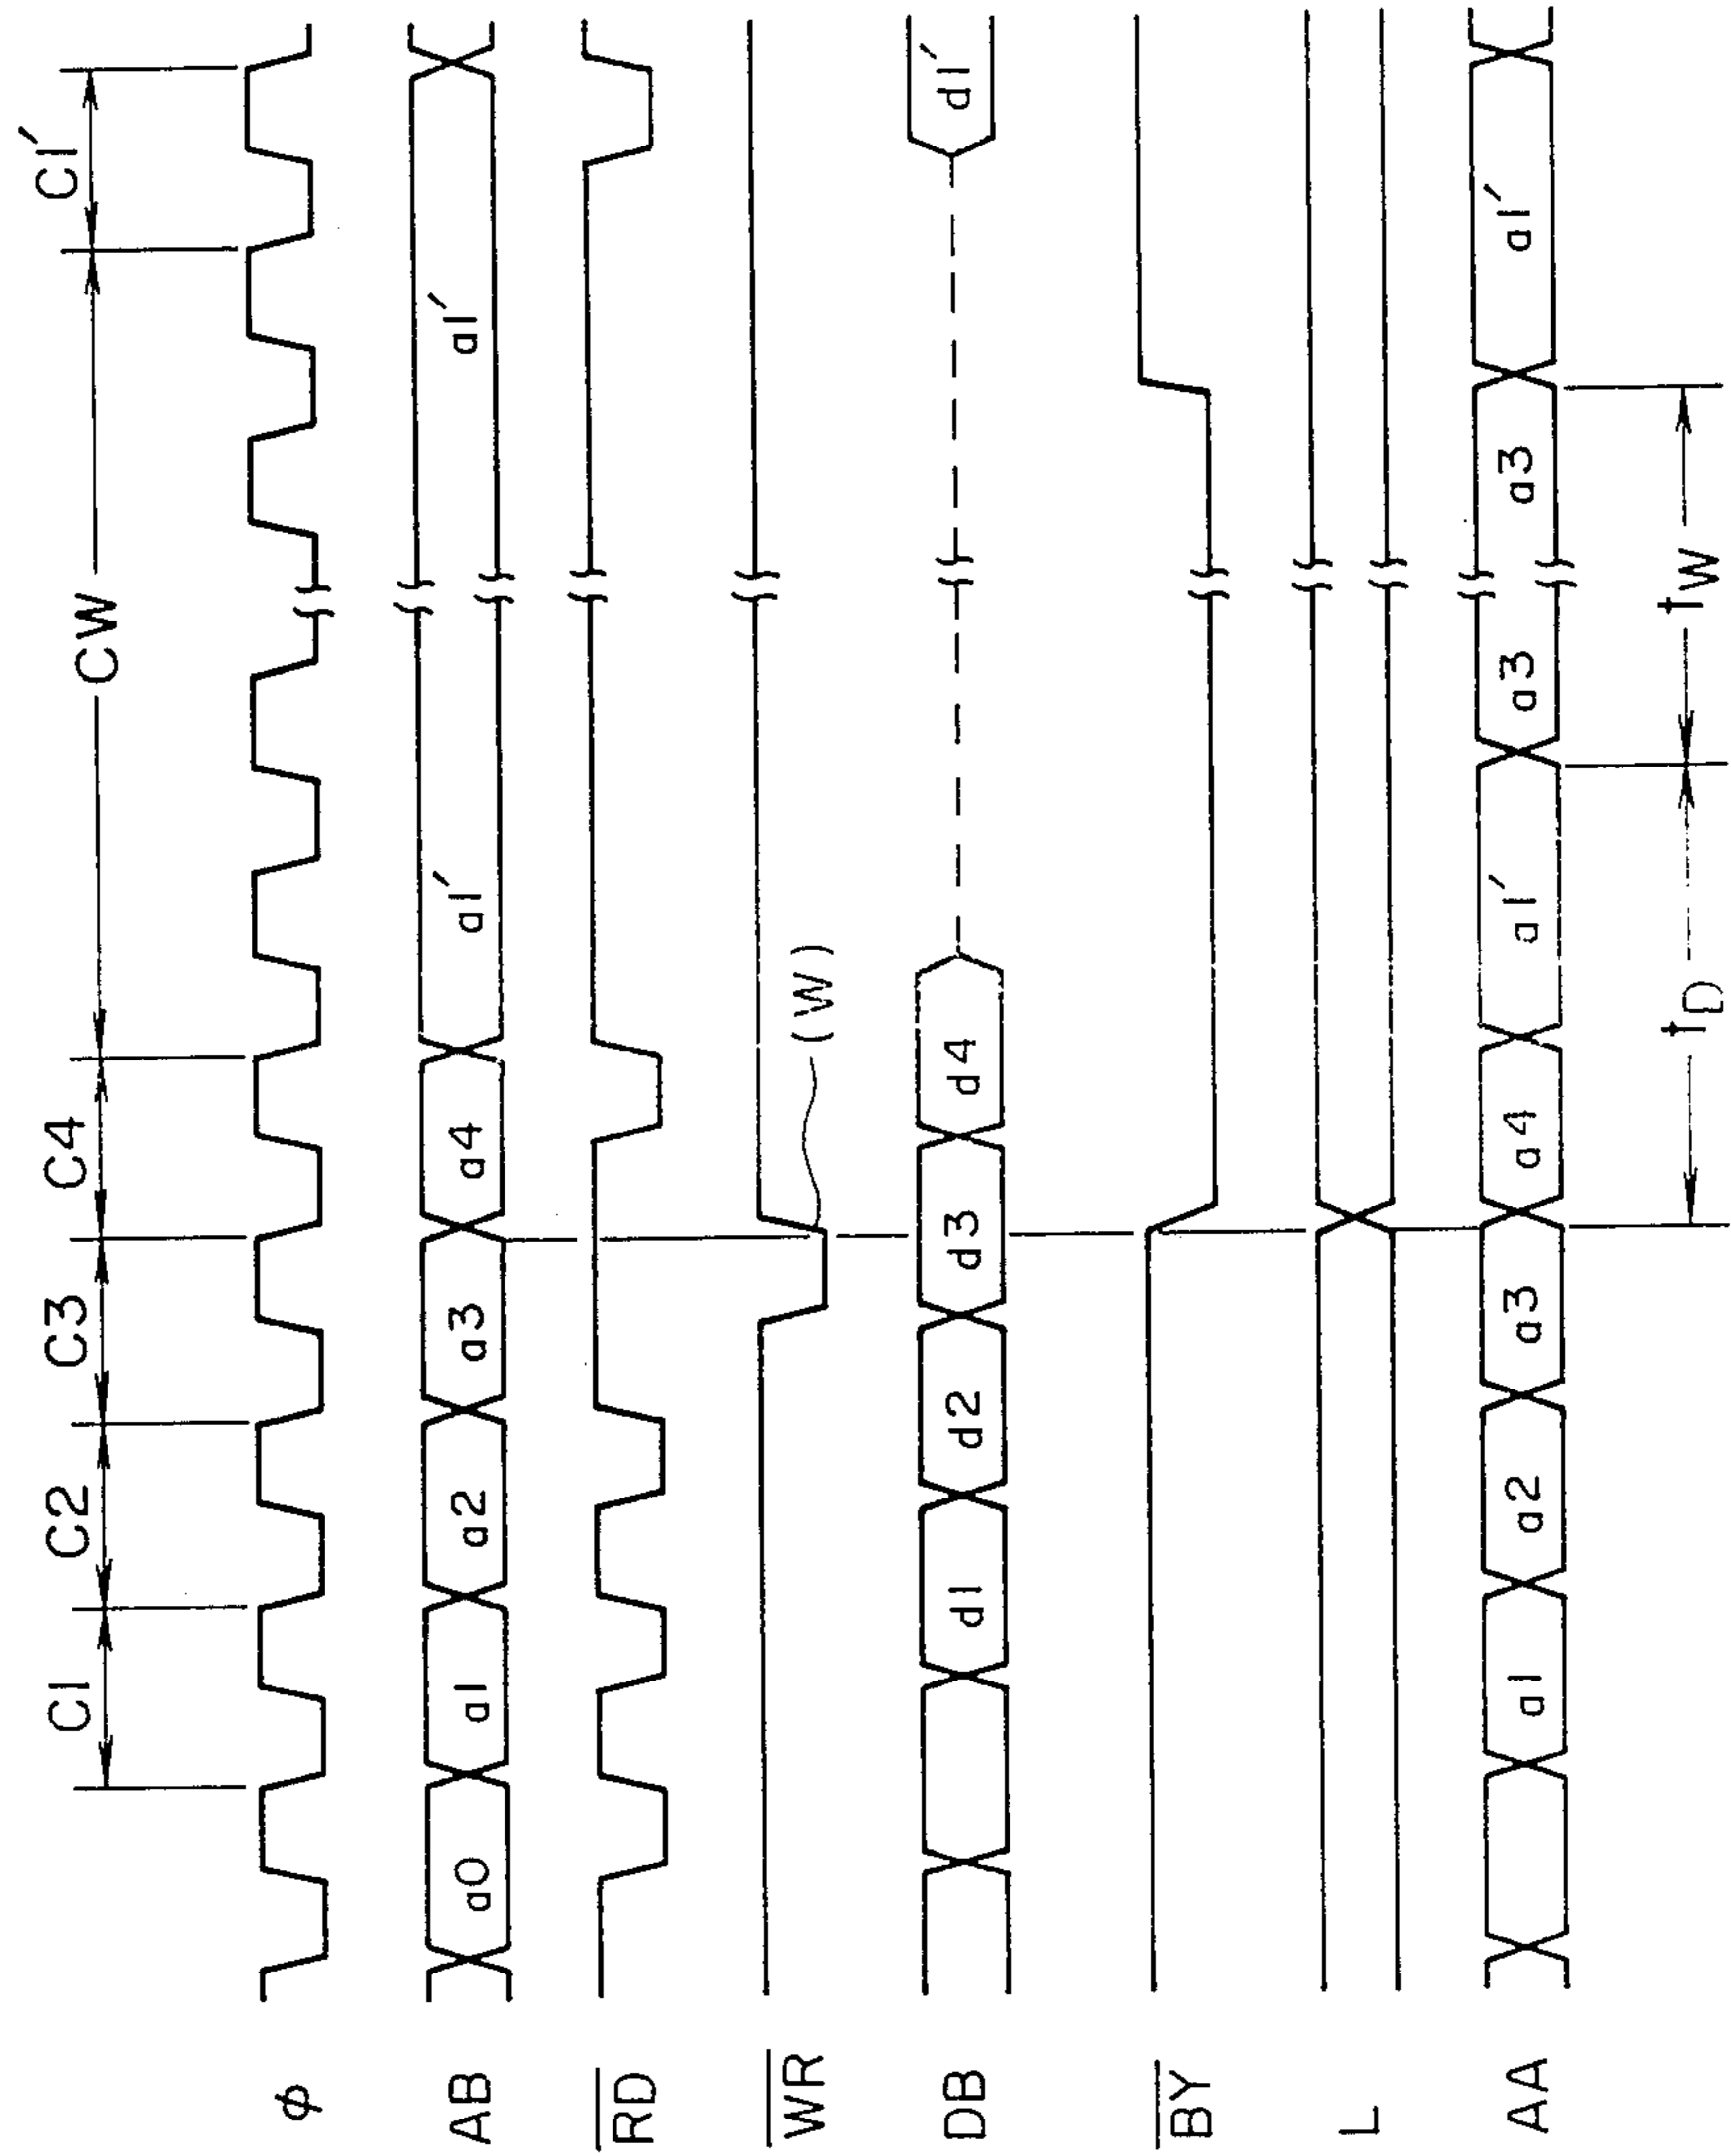 C1 C2 C3 C4 CW C1′
φ
AB a0 a1 a2 a3 a4 a1′ a1′
RD
WR (W)
DB d1 d2 d3 d4 d1′
BY
L
AA a1 a2 a3 a4 a1′ a3 a3 a1′
tD tW